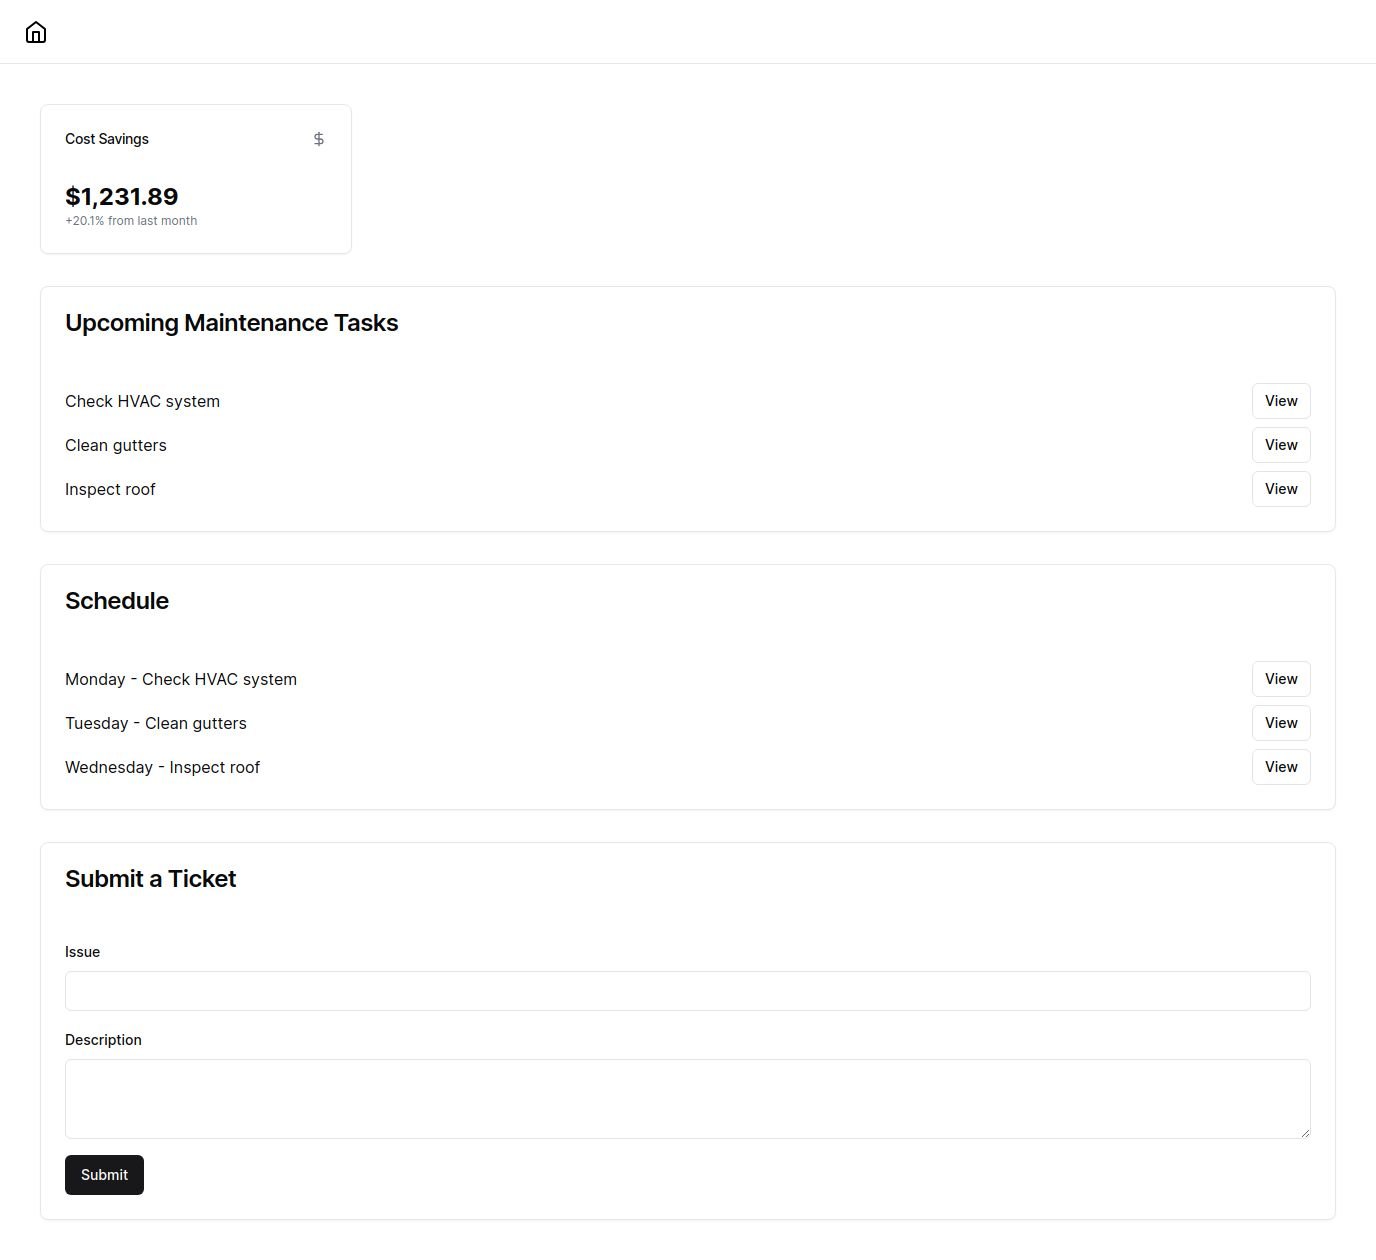 Cost Savings
$1,231.89
+20.1% from last month
Upcoming Maintenance Tasks
Check HVAC system
View
Clean gutters
View
Inspect roof
View
Schedule
Monday - Check HVAC system
View
Tuesday - Clean gutters
View
Wednesday - Inspect roof
View
Submit a Ticket
Issue
Description
Submit